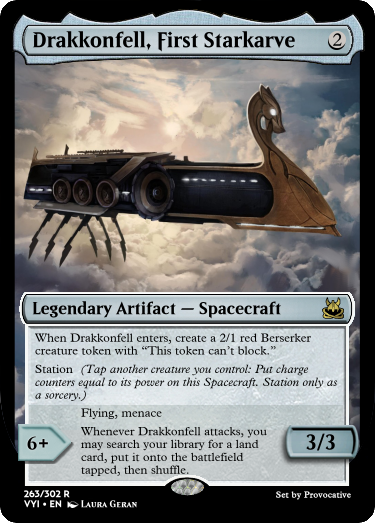 Drakkonfell, First Starkarve 2
Legendary Artifact — Spacecraft
When Drakkonfell enters, create a 2/1 red Berserker
creature token with “This token can’t block.”
Station (Tap another creature you control: Put charge
counters equal to its power on this Spacecraft. Station only as
a sorcery.)
Flying, menace
Whenever Drakkonfell attacks, you
may search your library for a land
card, put it onto the battlefield
tapped, then shuffle.
6+
3/3
263/302 R
VYI • EN Laura Geran
Set by Provocative